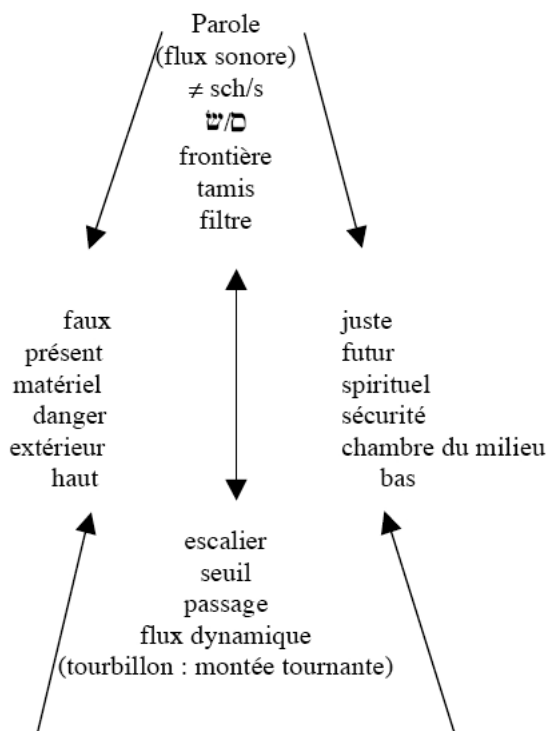 Parole
(flux sonore)
≠ sch/s
ס/ש
frontière
tamis
filtre
faux
présent
matériel
danger
extérieur
haut
juste
futur
spirituel
sécurité
chambre du milieu
bas
escalier
seuil
passage
flux dynamique
(tourbillon : montée tournante)